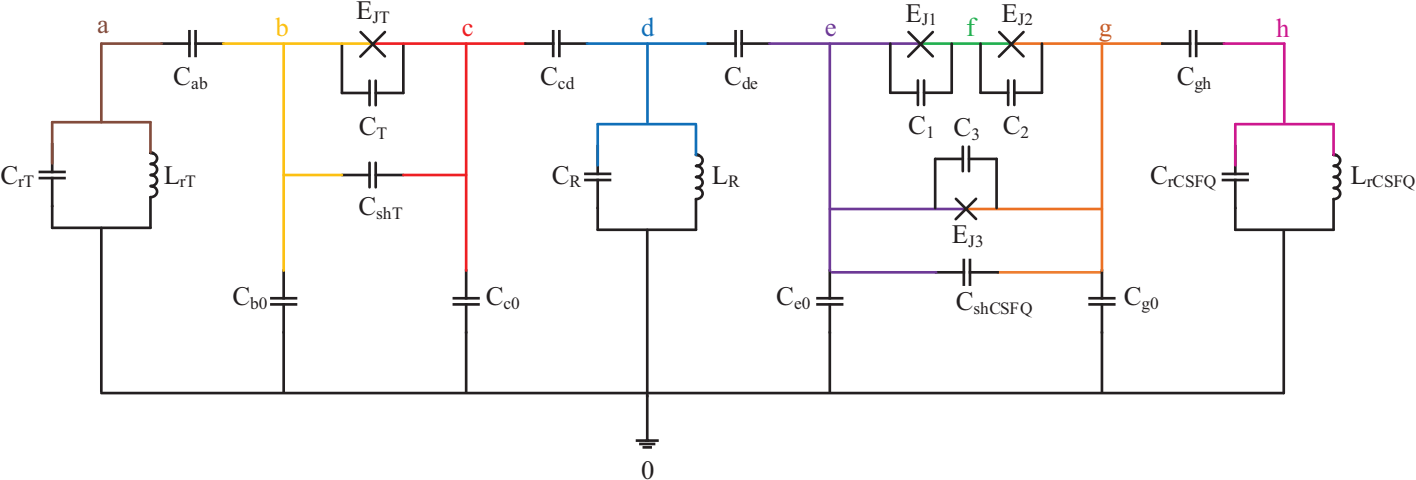 a b E_JT c d e E_J1 f E_J2 g h
C_ab C_cd C_de C_gh
C_T C_1 C_2
C_3
C_rT L_rT C_R L_R C_rCSFQ L_rCSFQ
C_shT
E_J3
C_b0 C_c0 C_e0 C_shCSFQ C_g0
0